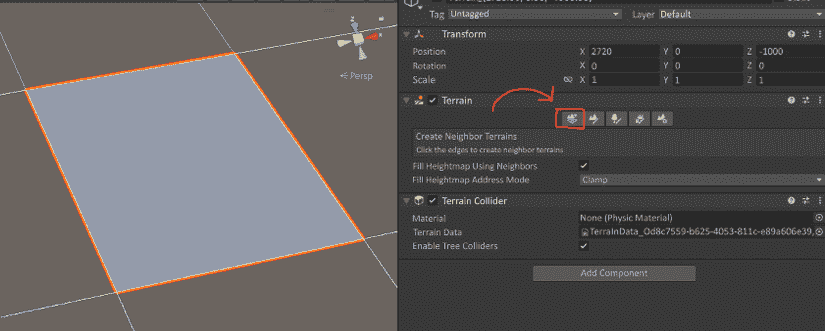 Tag Untagged Layer Default
Transform
Position X 2720 Y 0 Z -1000
Rotation X 0 Y 0 Z 0
Scale X 1 Y 1 Z 1
Terrain
Create Neighbor Terrains
Click the edges to create neighbor terrains
Fill Heightmap Using Neighbors
Fill Heightmap Address Mode Clamp
Terrain Collider
Material None (Physic Material)
Terrain Data TerrainData_0d8c7559-b625-4053-811c-e89a606e39,
Enable Tree Colliders
Add Component
z
x
Persp